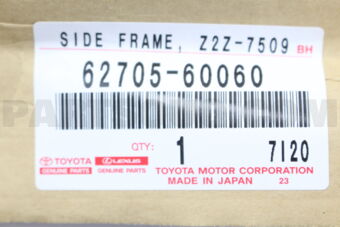 SIDE FRAME, Z2Z-7509 BH
62705-60060
QTY: 1 7120
TOYOTA LEXUS TOYOTA MOTOR CORPORATION
GENUINE PARTS GENUINE PARTS MADE IN JAPAN 23